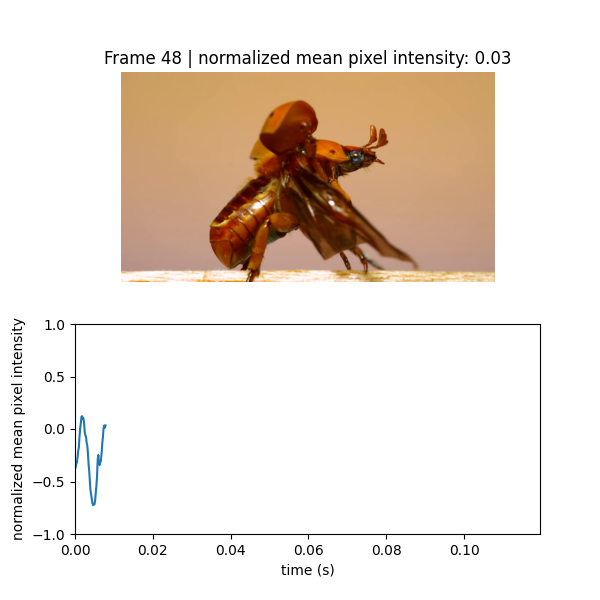 Frame 48 | normalized mean pixel intensity: 0.03
normalized mean pixel intensity
1.0
0.5
0.0
−0.5
−1.0
0.00 0.02 0.04 0.06 0.08 0.10
time (s)